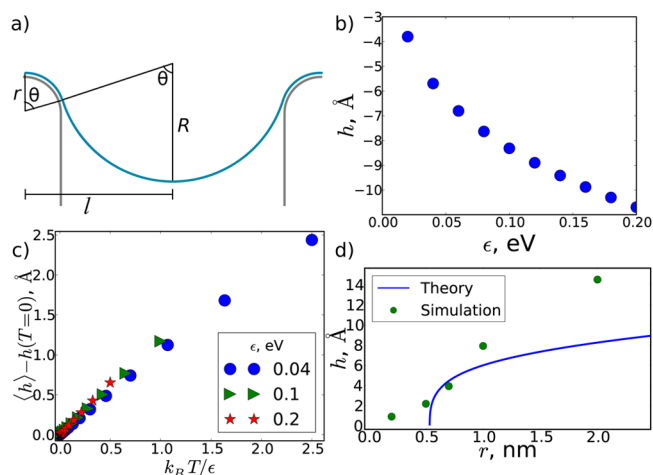 a)
r
θ
θ
R
l
b)
h, Å
−3
−4
−5
−6
−7
−8
−9
−10
0.00 0.05 0.10 0.15 0.20
ϵ, eV
c)
⟨h⟩−h(T=0), Å
2.5
2.0
1.5
1.0
0.5
0.0
ϵ, eV
0.04
0.1
0.2
0.0 0.5 1.0 1.5 2.0 2.5
k_B T/ϵ
d)
h, Å
14
12
10
8
6
4
2
0
Theory
Simulation
0.0 0.5 1.0 1.5 2.0
r, nm